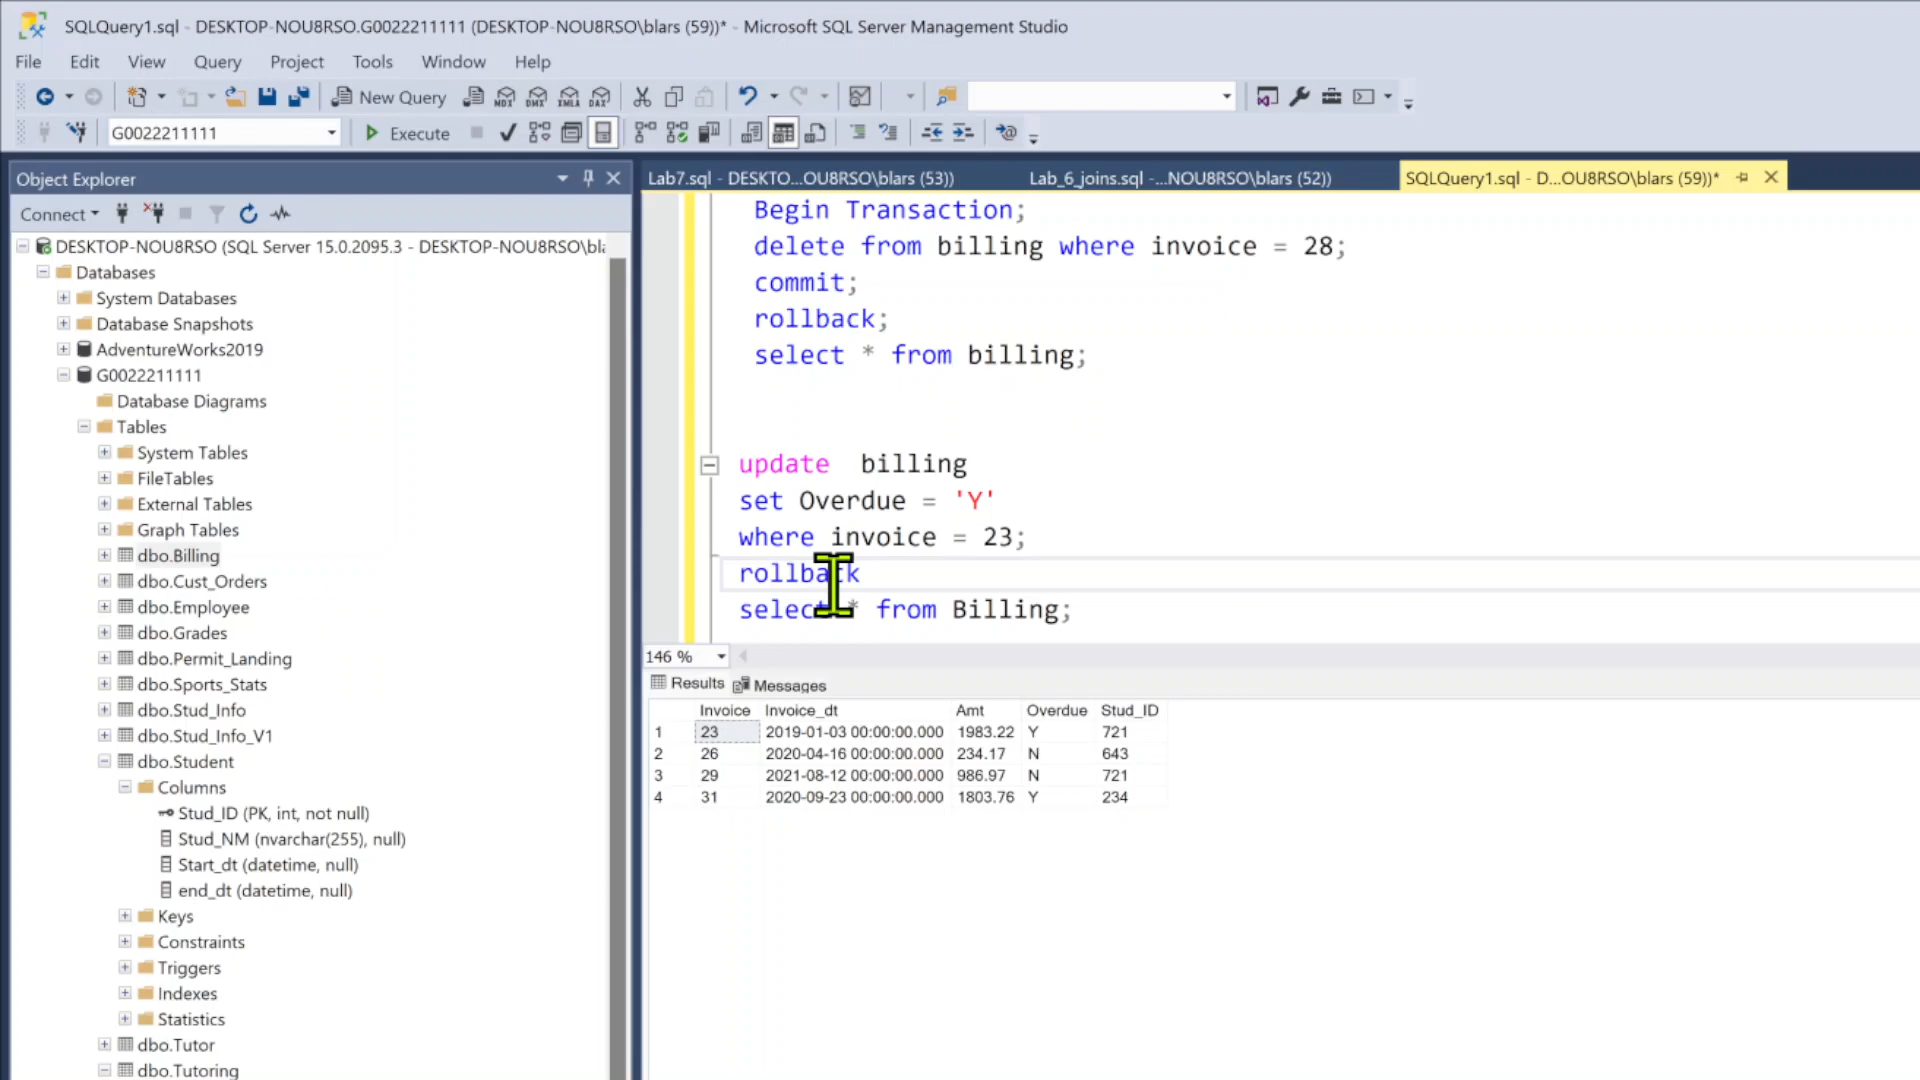 SQLQuery1.sql - DESKTOP-NOU8RSO.G0022211111 (DESKTOP-NOU8RSO\blars (59))* - Microsoft SQL Server Management Studio
File Edit View Query Project Tools Window Help
New Query MDX DMX XMLA DAX
G0022211111 Execute
Object Explorer
Connect
DESKTOP-NOU8RSO (SQL Server 15.0.2095.3 - DESKTOP-NOU8RSO\bla
Databases
System Databases
Database Snapshots
AdventureWorks2019
G0022211111
Database Diagrams
Tables
System Tables
FileTables
External Tables
Graph Tables
dbo.Billing
dbo.Cust_Orders
dbo.Employee
dbo.Grades
dbo.Permit_Landing
dbo.Sports_Stats
dbo.Stud_Info
dbo.Stud_Info_V1
dbo.Student
Columns
Stud_ID (PK, int, not null)
Stud_NM (nvarchar(255), null)
Start_dt (datetime, null)
end_dt (datetime, null)
Keys
Constraints
Triggers
Indexes
Statistics
dbo.Tutor
dbo.Tutoring
Lab7.sql - DESKTO...OU8RSO\blars (53)) Lab_6_joins.sql -...NOU8RSO\blars (52)) SQLQuery1.sql - D...OU8RSO\blars (59))*
Begin Transaction;
delete from billing where invoice = 28;
commit;
rollback;
select * from billing;
update billing
set Overdue = 'Y'
where invoice = 23;
rollback
select * from Billing;
146 %
Results Messages
Invoice Invoice_dt Amt Overdue Stud_ID
1 23 2019-01-03 00:00:00.000 1983.22 Y 721
2 26 2020-04-16 00:00:00.000 234.17 N 643
3 29 2021-08-12 00:00:00.000 986.97 N 721
4 31 2020-09-23 00:00:00.000 1803.76 Y 234